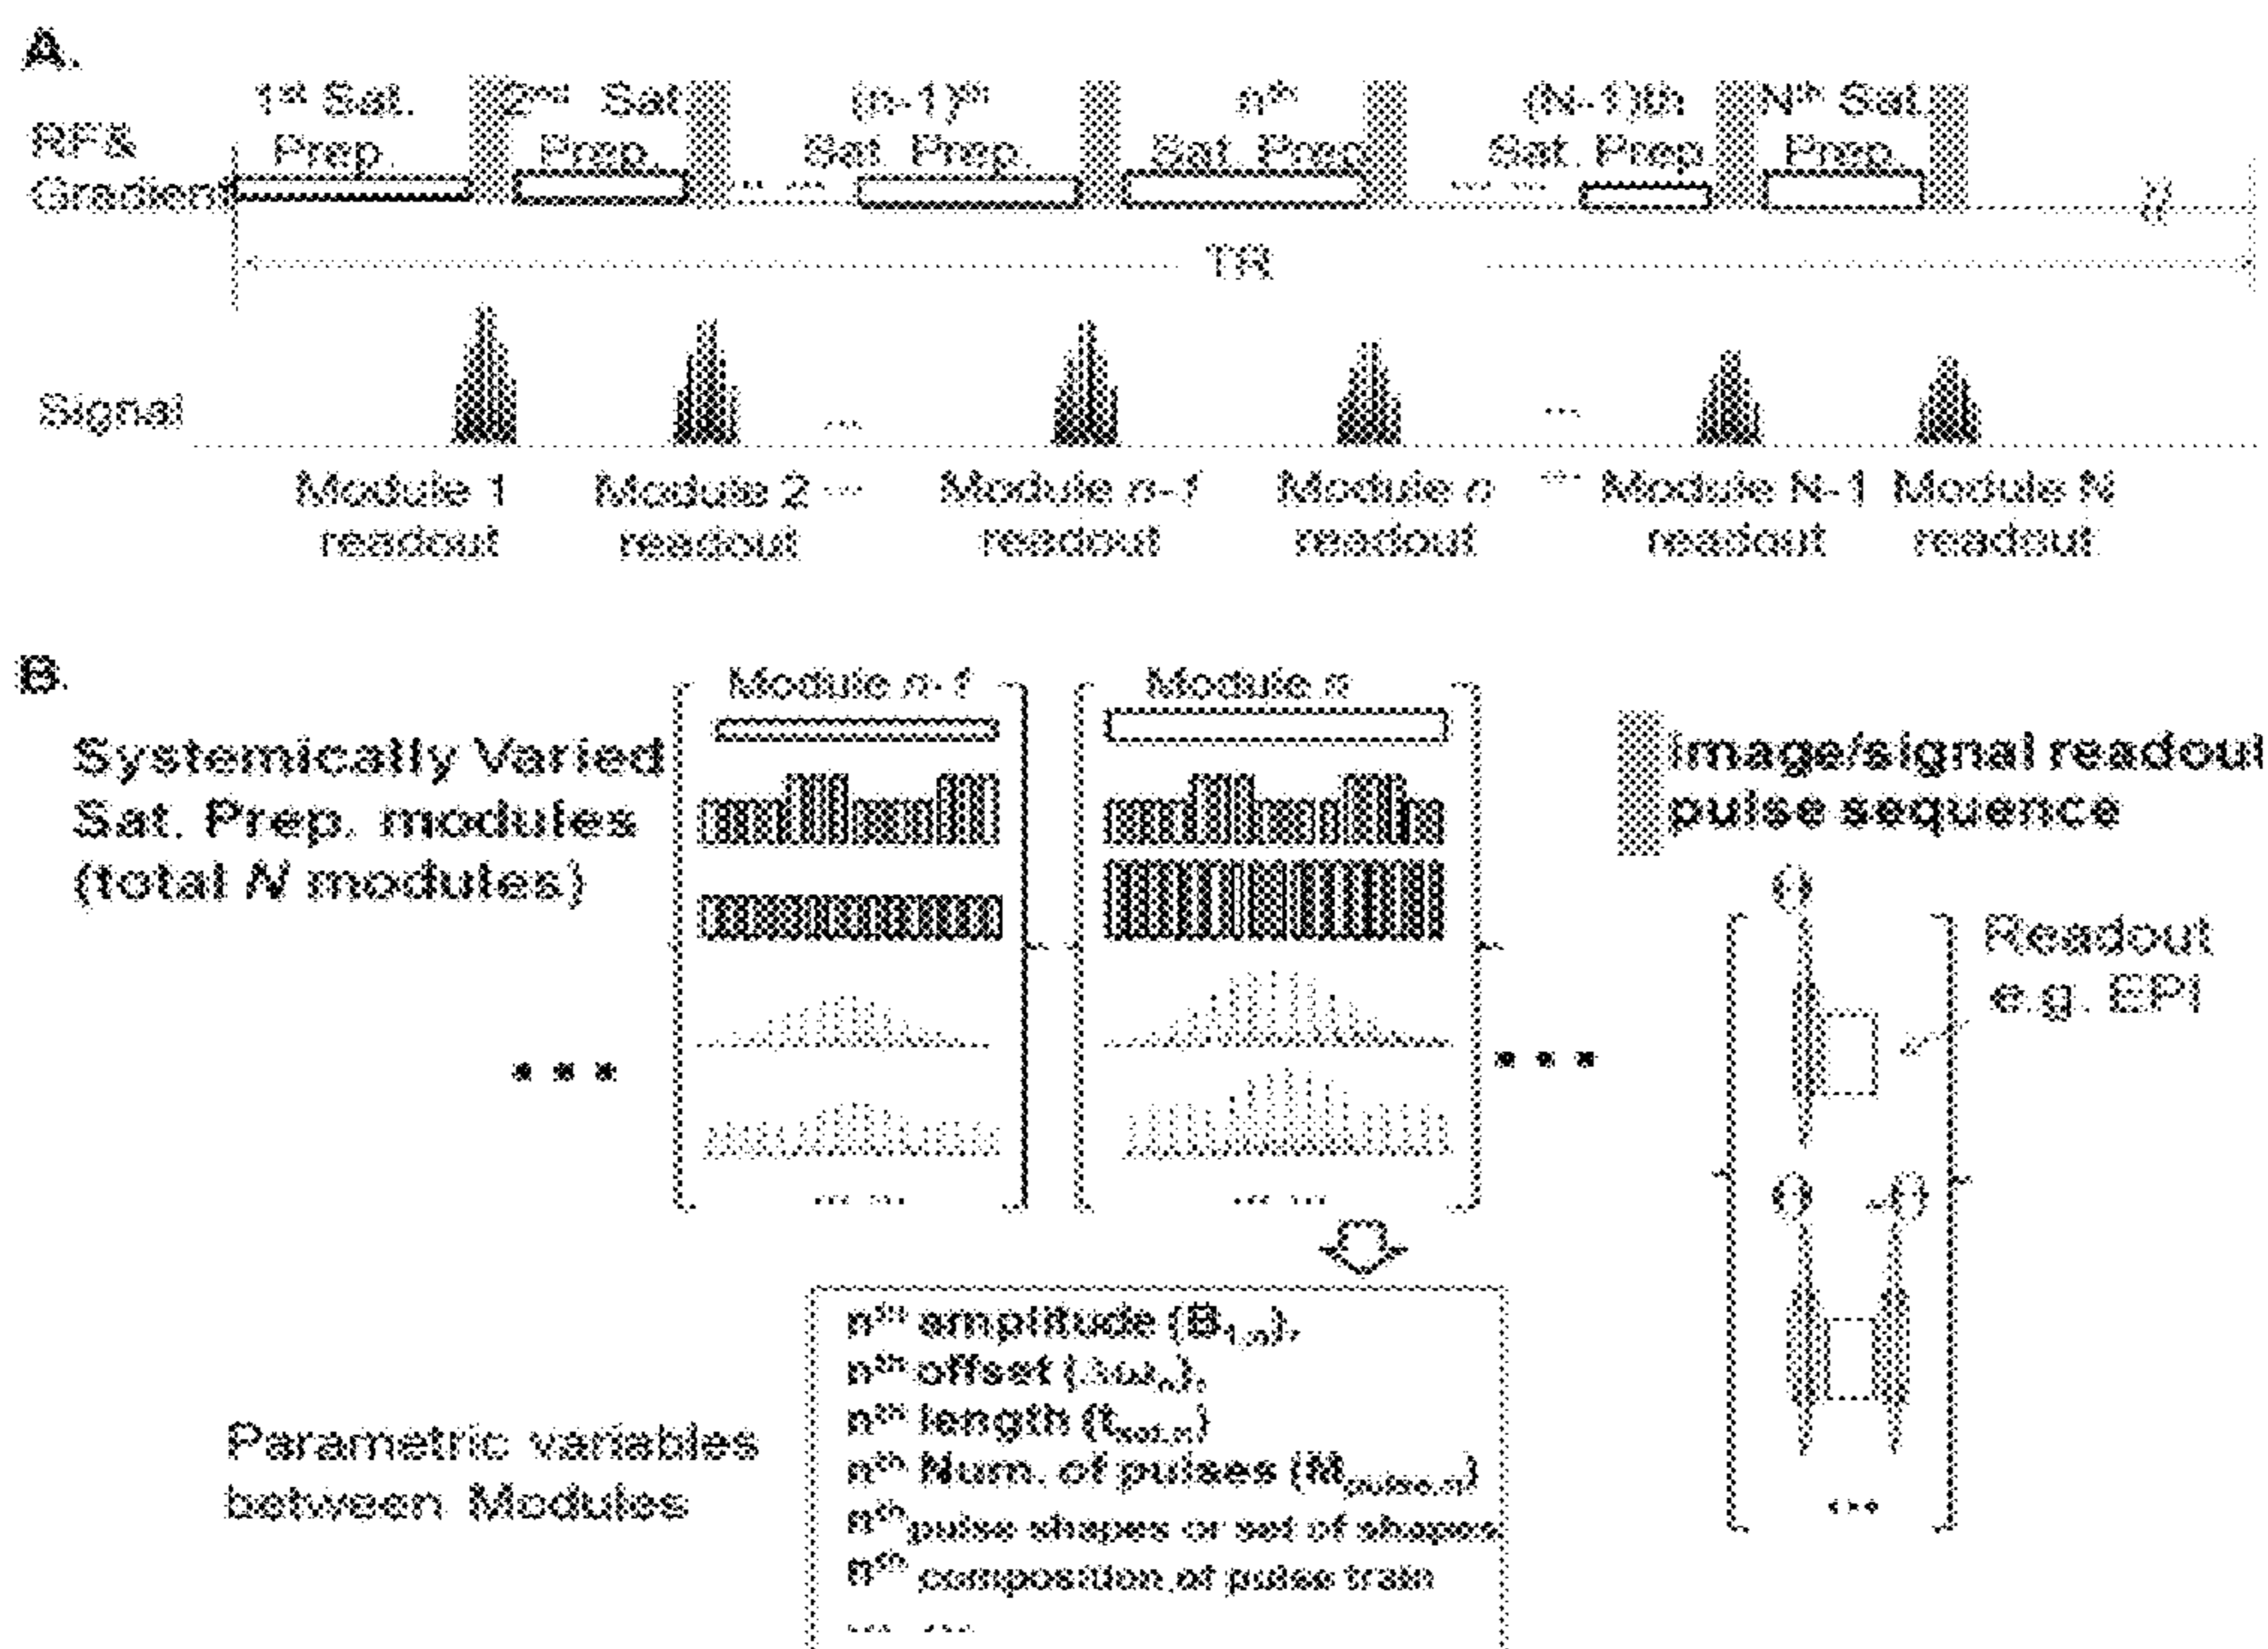 A.
1st Sat. Prep.
2nd Sat Prep.
(n-1)th Sat. Prep.
nth Sat. Prep
(N-1)th Sat. Prep.
Nth Sat. Prep.
RF&
Gradient
... ...
... ...
TR
Signal
...
...
Module 1 readout
Module 2 readout
...
Module n-1 readout
Module n readout
...
Module N-1 readout
Module N readout
B.
Systemically Varied
Sat. Prep. modules
(total N modules)
Module n-1
Module n
Image/signal readout
pulse sequence
Readout
e.g. EPI
...
...
... ...
... ...
...
Parametric variables
between Modules
nth amplitude (B1,n),
nth offset (Δωn),
nth length (tsat,n)
nth Num. of pulses (Mpulse,n)
nth pulse shapes or set of shapes
nth composition of pulse train
... ...